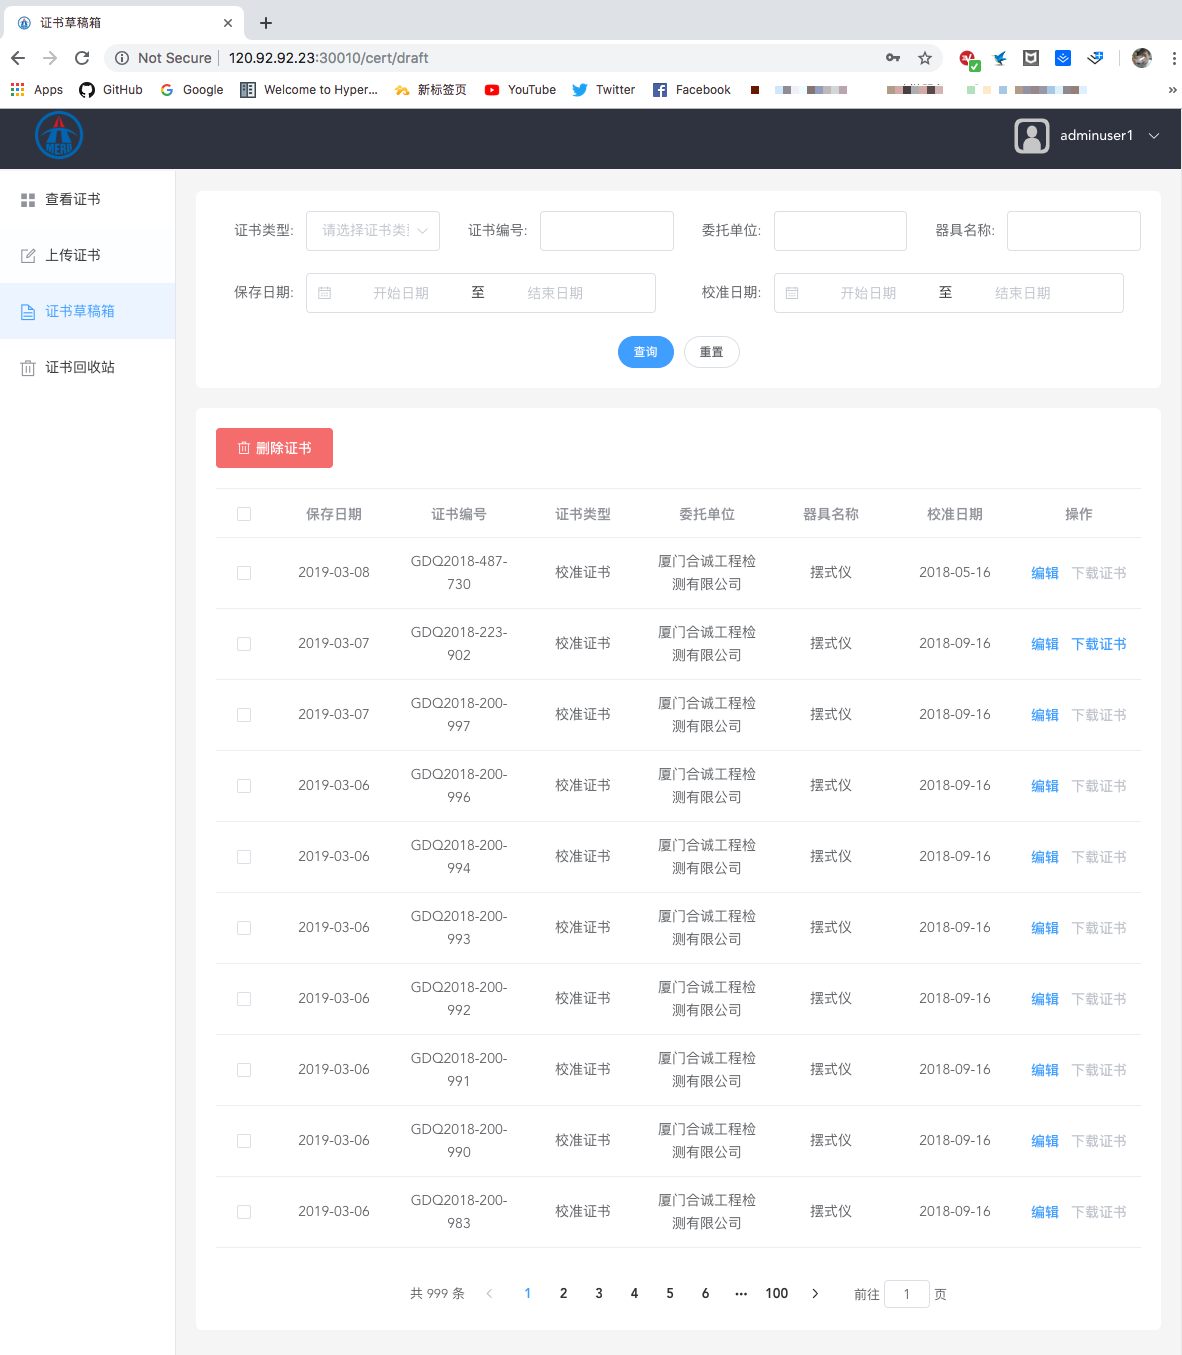 证书草稿箱
Not Secure 120.92.92.23:30010/cert/draft
Apps GitHub Google Welcome to Hyper... 新标签页 YouTube Twitter Facebook »
MERR
adminuser1
查看证书
上传证书
证书草稿箱
证书回收站
证书类型: 请选择证书类 证书编号: 委托单位: 器具名称:
保存日期: 开始日期 至 结束日期 校准日期: 开始日期 至 结束日期
查询 重置
删除证书
保存日期 证书编号 证书类型 委托单位 器具名称 校准日期 操作
2019-03-08 GDQ2018-487-730 校准证书 厦门合诚工程检测有限公司 摆式仪 2018-05-16 编辑 下载证书
2019-03-07 GDQ2018-223-902 校准证书 厦门合诚工程检测有限公司 摆式仪 2018-09-16 编辑 下载证书
2019-03-07 GDQ2018-200-997 校准证书 厦门合诚工程检测有限公司 摆式仪 2018-09-16 编辑 下载证书
2019-03-06 GDQ2018-200-996 校准证书 厦门合诚工程检测有限公司 摆式仪 2018-09-16 编辑 下载证书
2019-03-06 GDQ2018-200-994 校准证书 厦门合诚工程检测有限公司 摆式仪 2018-09-16 编辑 下载证书
2019-03-06 GDQ2018-200-993 校准证书 厦门合诚工程检测有限公司 摆式仪 2018-09-16 编辑 下载证书
2019-03-06 GDQ2018-200-992 校准证书 厦门合诚工程检测有限公司 摆式仪 2018-09-16 编辑 下载证书
2019-03-06 GDQ2018-200-991 校准证书 厦门合诚工程检测有限公司 摆式仪 2018-09-16 编辑 下载证书
2019-03-06 GDQ2018-200-990 校准证书 厦门合诚工程检测有限公司 摆式仪 2018-09-16 编辑 下载证书
2019-03-06 GDQ2018-200-983 校准证书 厦门合诚工程检测有限公司 摆式仪 2018-09-16 编辑 下载证书
共 999 条 1 2 3 4 5 6 ··· 100 前往 1 页